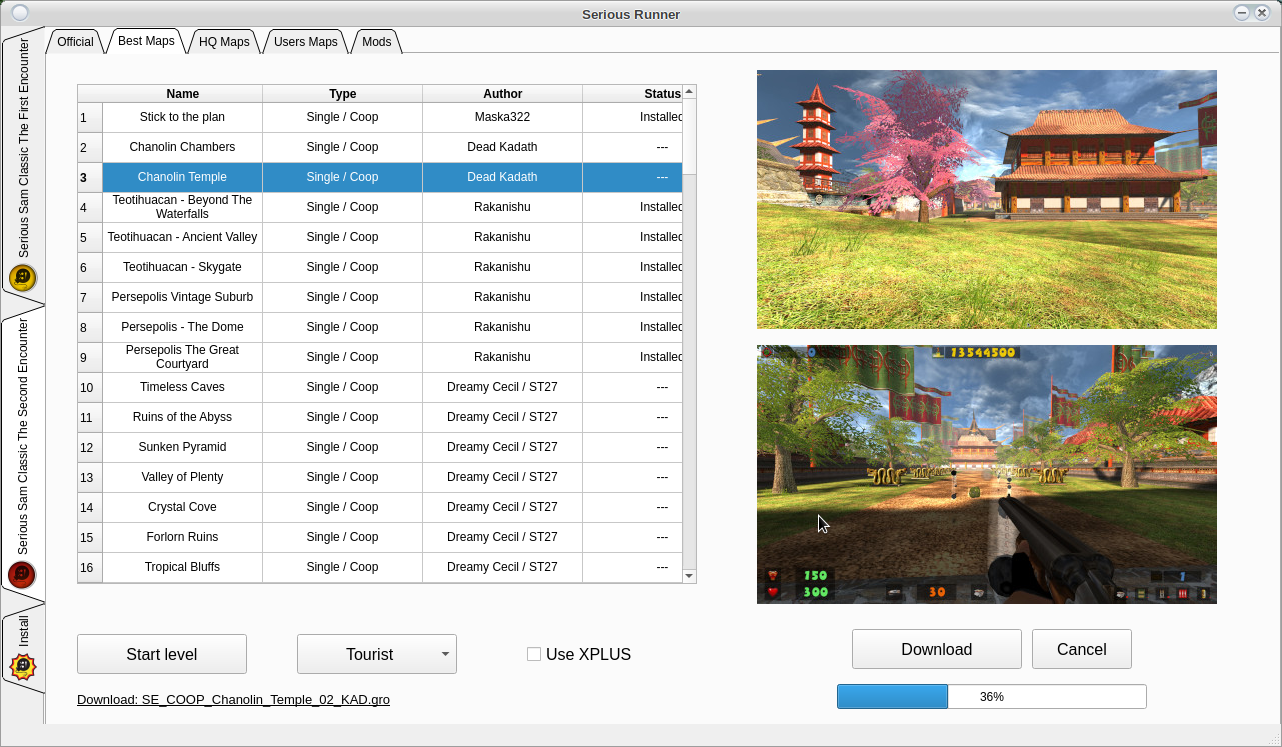 Serious Runner
Serious Sam Classic The First Encounter
Serious Sam Classic The Second Encounter
Install
Official Best Maps HQ Maps Users Maps Mods
Name Type Author Status
1 Stick to the plan Single / Coop Maska322 Installed
2 Chanolin Chambers Single / Coop Dead Kadath ---
3 Chanolin Temple Single / Coop Dead Kadath ---
4 Teotihuacan - Beyond The
Waterfalls Single / Coop Rakanishu Installed
5 Teotihuacan - Ancient Valley Single / Coop Rakanishu Installed
6 Teotihuacan - Skygate Single / Coop Rakanishu Installed
7 Persepolis Vintage Suburb Single / Coop Rakanishu Installed
8 Persepolis - The Dome Single / Coop Rakanishu Installed
9 Persepolis The Great
Courtyard Single / Coop Rakanishu Installed
10 Timeless Caves Single / Coop Dreamy Cecil / ST27 ---
11 Ruins of the Abyss Single / Coop Dreamy Cecil / ST27 ---
12 Sunken Pyramid Single / Coop Dreamy Cecil / ST27 ---
13 Valley of Plenty Single / Coop Dreamy Cecil / ST27 ---
14 Crystal Cove Single / Coop Dreamy Cecil / ST27 ---
15 Forlorn Ruins Single / Coop Dreamy Cecil / ST27 ---
16 Tropical Bluffs Single / Coop Dreamy Cecil / ST27 ---
0 13544500
150 1
300 30
Start level Tourist Use XPLUS
Download: SE_COOP_Chanolin_Temple_02_KAD.gro
Download Cancel
36%